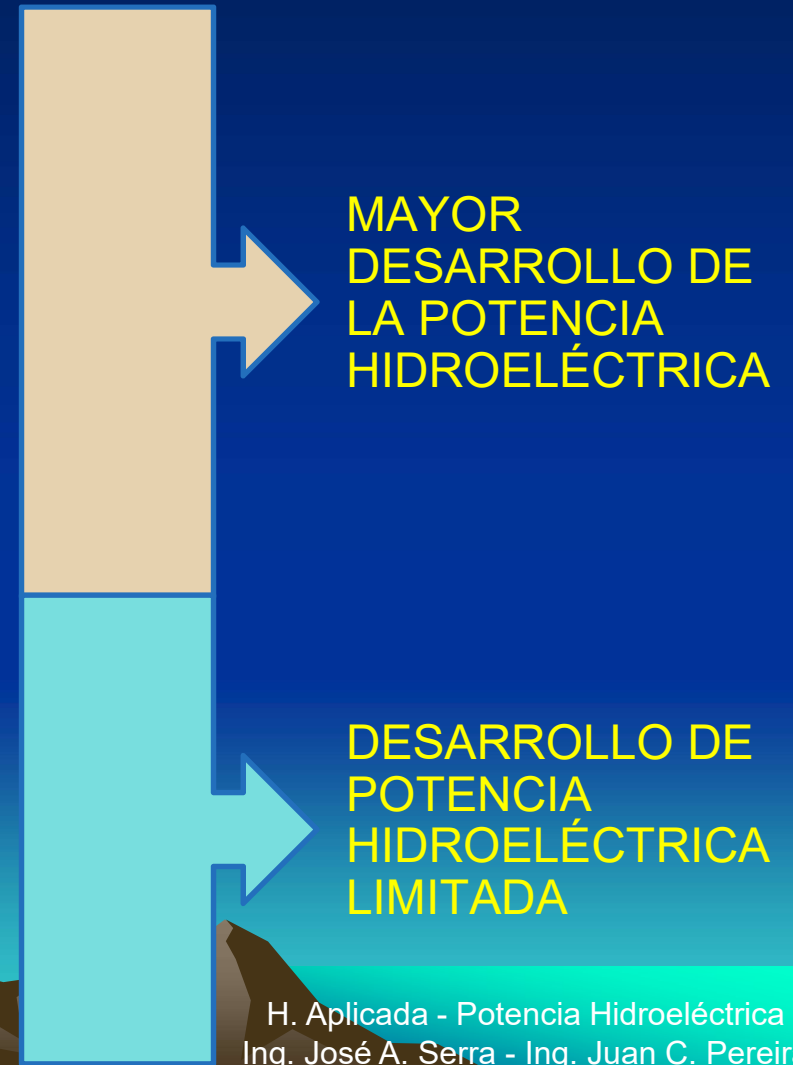 MAYOR
DESARROLLO DE
LA POTENCIA
HIDROELÉCTRICA
DESARROLLO DE
POTENCIA
HIDROELÉCTRICA
LIMITADA
H. Aplicada - Potencia Hidroeléctrica
Ing. José A. Serra - Ing. Juan C. Pereira